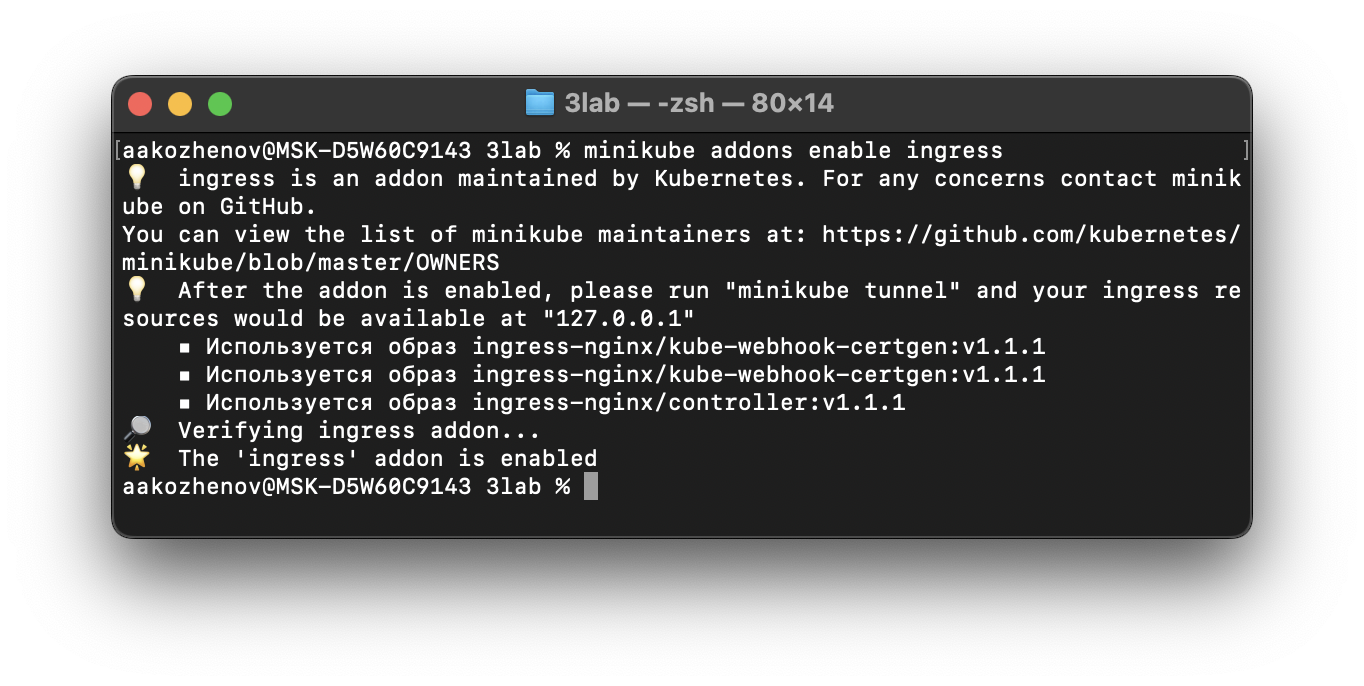 3lab — -zsh — 80×14
[aakozhenov@MSK-D5W60C9143 3lab % minikube addons enable ingress ]
💡  ingress is an addon maintained by Kubernetes. For any concerns contact minik
ube on GitHub.
You can view the list of minikube maintainers at: https://github.com/kubernetes/
minikube/blob/master/OWNERS
💡  After the addon is enabled, please run "minikube tunnel" and your ingress re
sources would be available at "127.0.0.1"
    ▪ Используется образ ingress-nginx/kube-webhook-certgen:v1.1.1
    ▪ Используется образ ingress-nginx/kube-webhook-certgen:v1.1.1
    ▪ Используется образ ingress-nginx/controller:v1.1.1
🔎  Verifying ingress addon...
🌟  The 'ingress' addon is enabled
aakozhenov@MSK-D5W60C9143 3lab %